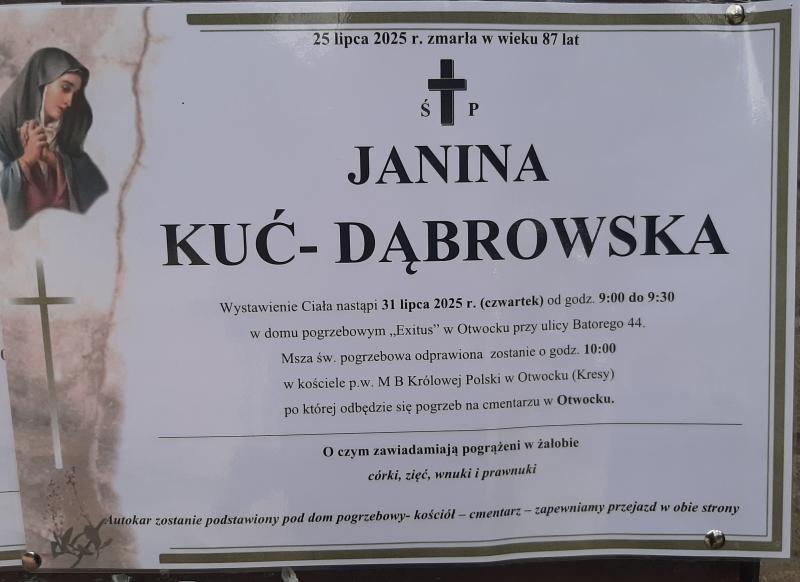 25 lipca 2025 r. zmarła w wieku 87 lat
Ś P
JANINA
KUĆ- DĄBROWSKA
Wystawienie Ciała nastąpi 31 lipca 2025 r. (czwartek) od godz. 9:00 do 9:30
w domu pogrzebowym „Exitus” w Otwocku przy ulicy Batorego 44.
Msza św. pogrzebowa odprawiona zostanie o godz. 10:00
w kościele p.w. M B Królowej Polski w Otwocku (Kresy)
po której odbędzie się pogrzeb na cmentarzu w Otwocku.
O czym zawiadamiają pogrążeni w żałobie
córki, zięć, wnuki i prawnuki
Autokar zostanie podstawiony pod dom pogrzebowy- kościół – cmentarz – zapewniamy przejazd w obie strony